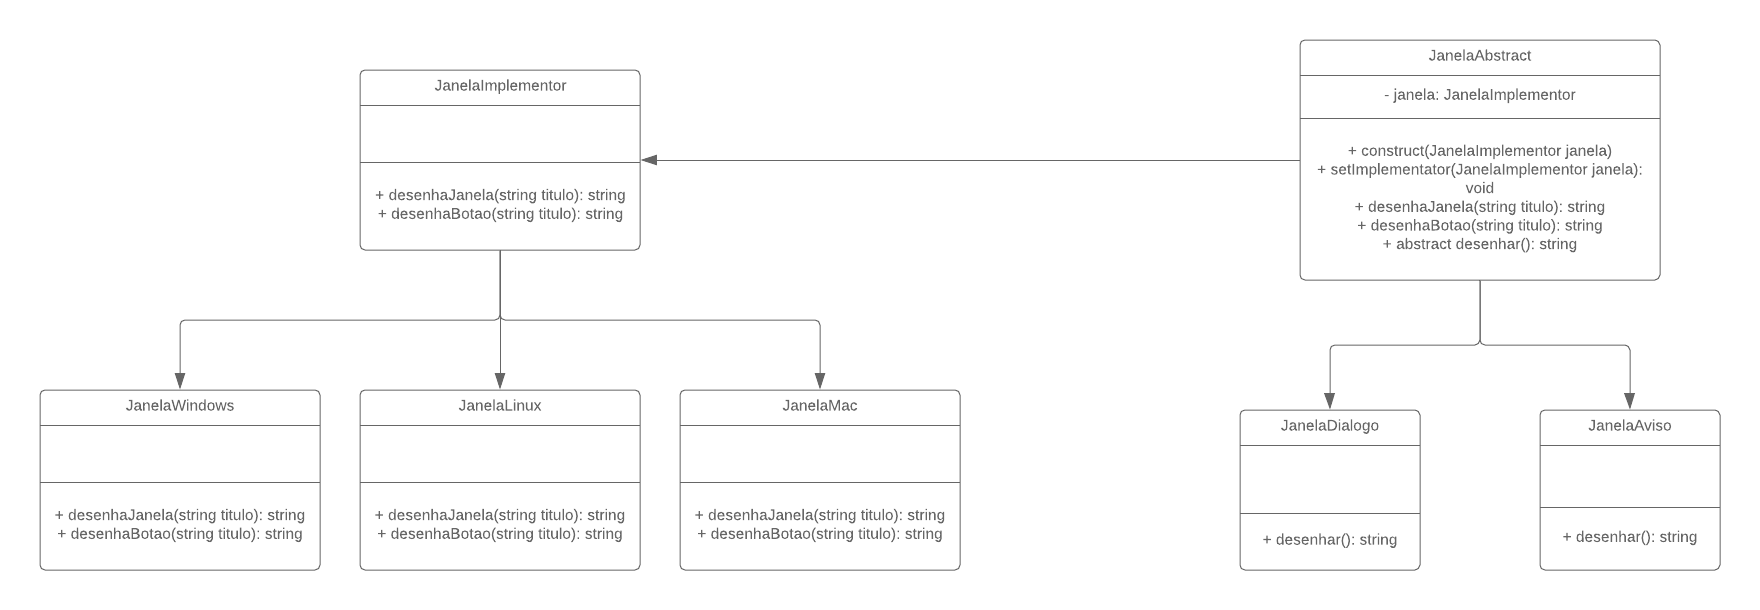 JanelaImplementor
+ desenhaJanela(string titulo): string
+ desenhaBotao(string titulo): string
JanelaAbstract
- janela: JanelaImplementor
+ construct(JanelaImplementor janela)
+ setImplementator(JanelaImplementor janela):
void
+ desenhaJanela(string titulo): string
+ desenhaBotao(string titulo): string
+ abstract desenhar(): string
JanelaWindows
+ desenhaJanela(string titulo): string
+ desenhaBotao(string titulo): string
JanelaLinux
+ desenhaJanela(string titulo): string
+ desenhaBotao(string titulo): string
JanelaMac
+ desenhaJanela(string titulo): string
+ desenhaBotao(string titulo): string
JanelaDialogo
+ desenhar(): string
JanelaAviso
+ desenhar(): string